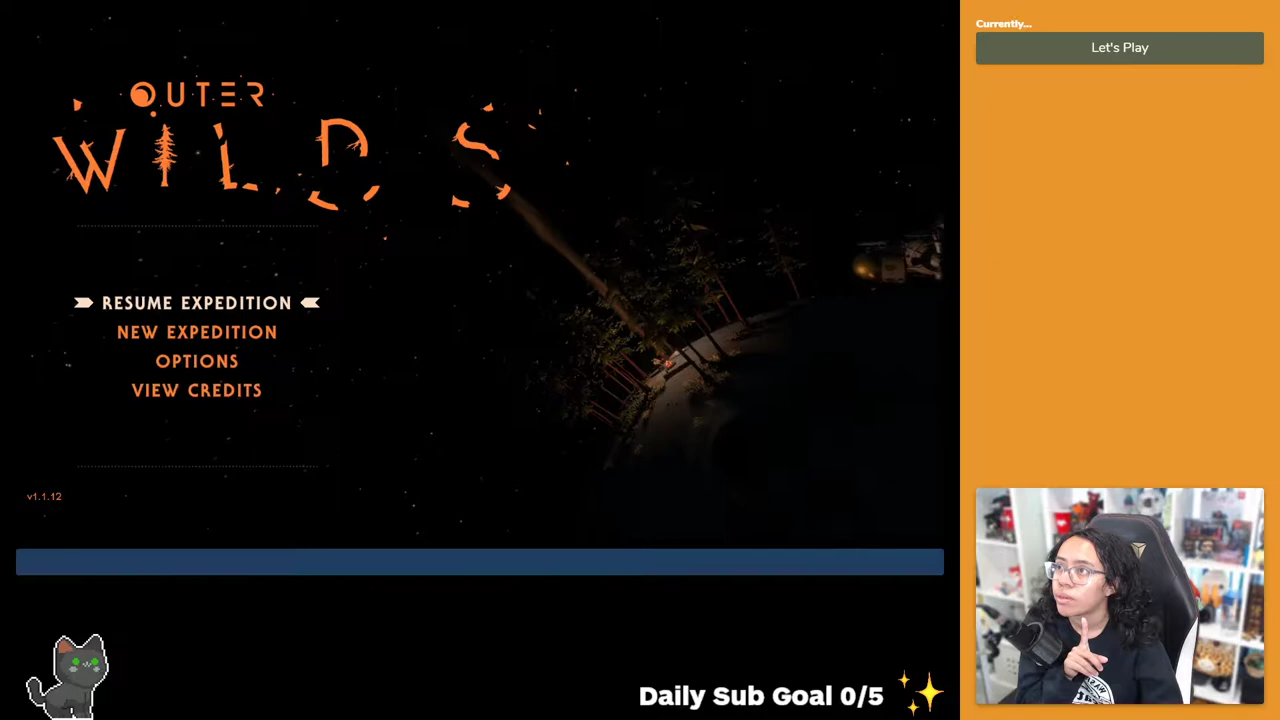 OUTER
WILDS
RESUME EXPEDITION
NEW EXPEDITION
OPTIONS
VIEW CREDITS
v1.1.12
Currently...
Let's Play
Daily Sub Goal 0/5